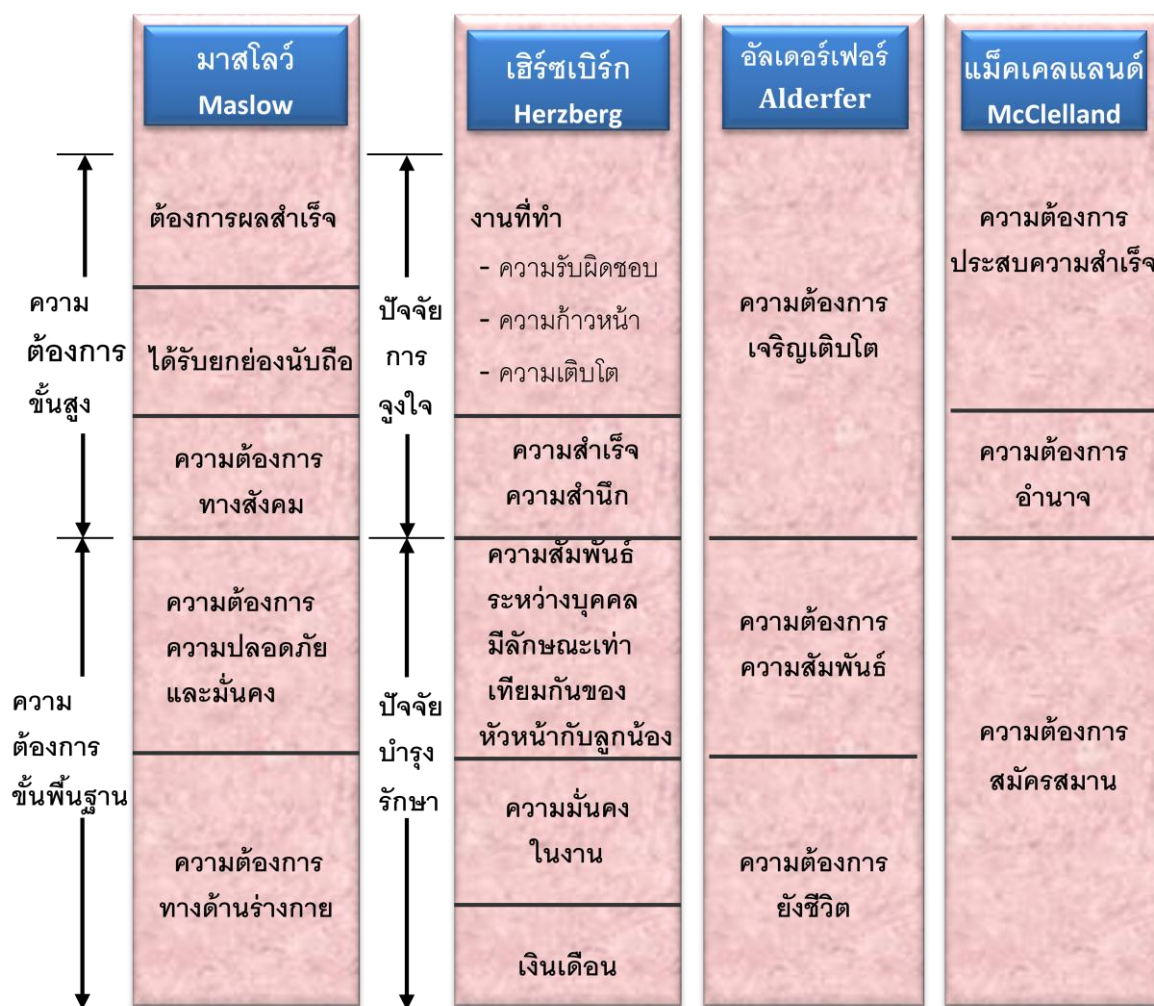 มาสโลว์
Maslow
ต้องการผลสำเร็จ
ได้รับยกย่องนับถือ
ความต้องการ
ทางสังคม
ความต้องการ
ความปลอดภัย
และมั่นคง
ความต้องการ
ทางด้านร่างกาย
ความ
ต้องการ
ขั้นสูง
ความ
ต้องการ
ขั้นพื้นฐาน
เฮิร์ซเบิร์ก
Herzberg
งานที่ทำ
- ความรับผิดชอบ
- ความก้าวหน้า
- ความเติบโต
ความสำเร็จ
ความสำนึก
ความสัมพันธ์
ระหว่างบุคคล
มีลักษณะเท่า
เทียมกันของ
หัวหน้ากับลูกน้อง
ความมั่นคง
ในงาน
เงินเดือน
ปัจจัย
การ
จูงใจ
ปัจจัย
บำรุง
รักษา
อัลเดอร์เฟอร์
Alderfer
ความต้องการ
เจริญเติบโต
ความต้องการ
ความสัมพันธ์
ความต้องการ
ยังชีวิต
แม็คเคลแลนด์
McClelland
ความต้องการ
ประสบความสำเร็จ
ความต้องการ
อำนาจ
ความต้องการ
สมัครสมาน